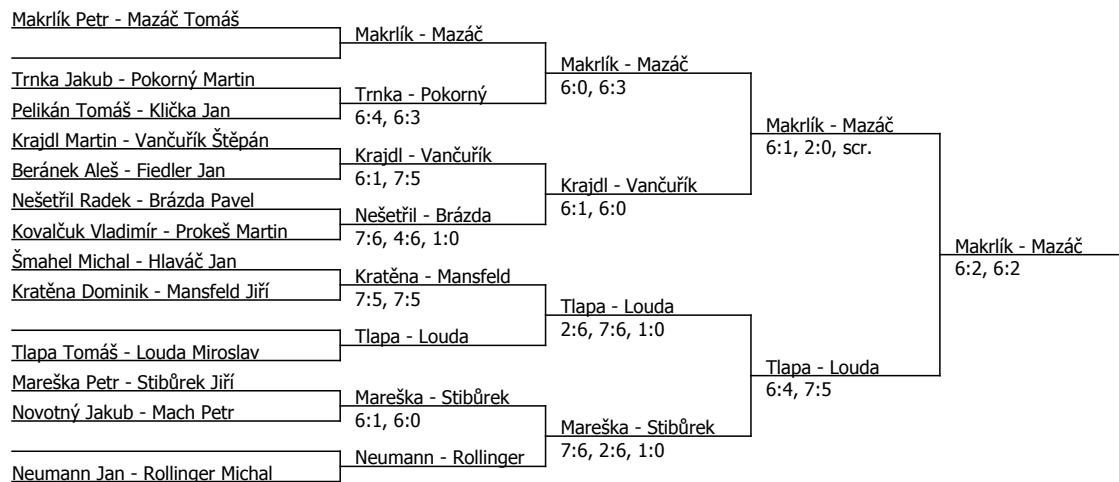 Makrlík Petr - Mazáč Tomáš
Trnka Jakub - Pokorný Martin
Pelikán Tomáš - Klička Jan
Krajdl Martin - Vančuřík Štěpán
Beránek Aleš - Fiedler Jan
Nešetřil Radek - Brázda Pavel
Kovalčuk Vladimír - Prokeš Martin
Šmahel Michal - Hlaváč Jan
Kratěna Dominik - Mansfeld Jiří
Tlapa Tomáš - Louda Miroslav
Mareška Petr - Stibůrek Jiří
Novotný Jakub - Mach Petr
Neumann Jan - Rollinger Michal
Makrlík - Mazáč
Trnka - Pokorný
6:4, 6:3
Krajdl - Vančuřík
6:1, 7:5
Nešetřil - Brázda
7:6, 4:6, 1:0
Kratěna - Mansfeld
7:5, 7:5
Tlapa - Louda
Mareška - Stibůrek
6:1, 6:0
Neumann - Rollinger
Makrlík - Mazáč
6:0, 6:3
Krajdl - Vančuřík
6:1, 6:0
Tlapa - Louda
2:6, 7:6, 1:0
Mareška - Stibůrek
7:6, 2:6, 1:0
Makrlík - Mazáč
6:1, 2:0, scr.
Tlapa - Louda
6:4, 7:5
Makrlík - Mazáč
6:2, 6:2